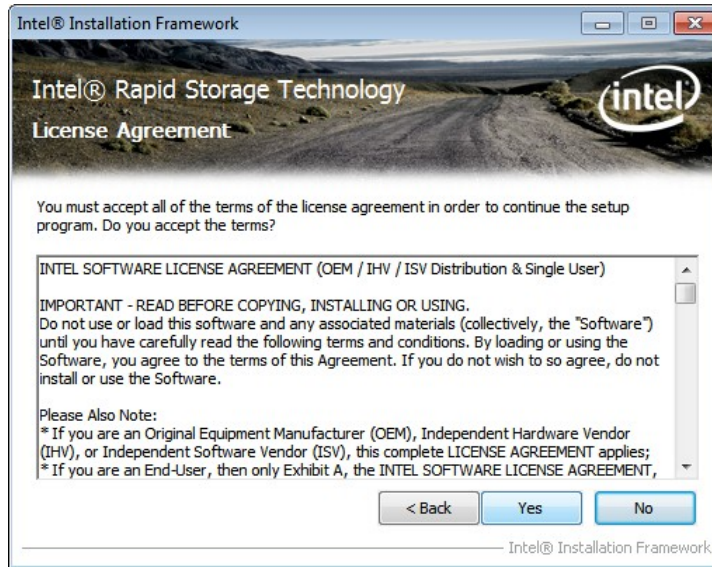 Intel® Installation Framework
Intel® Rapid Storage Technology
License Agreement
intel
You must accept all of the terms of the license agreement in order to continue the setup
program. Do you accept the terms?
INTEL SOFTWARE LICENSE AGREEMENT (OEM / IHV / ISV Distribution & Single User)
IMPORTANT - READ BEFORE COPYING, INSTALLING OR USING.
Do not use or load this software and any associated materials (collectively, the "Software")
until you have carefully read the following terms and conditions. By loading or using the
Software, you agree to the terms of this Agreement. If you do not wish to so agree, do not
install or use the Software.
Please Also Note:
* If you are an Original Equipment Manufacturer (OEM), Independent Hardware Vendor
(IHV), or Independent Software Vendor (ISV), this complete LICENSE AGREEMENT applies;
* If you are an End-User, then only Exhibit A, the INTEL SOFTWARE LICENSE AGREEMENT,
< Back
Yes
No
Intel® Installation Framework